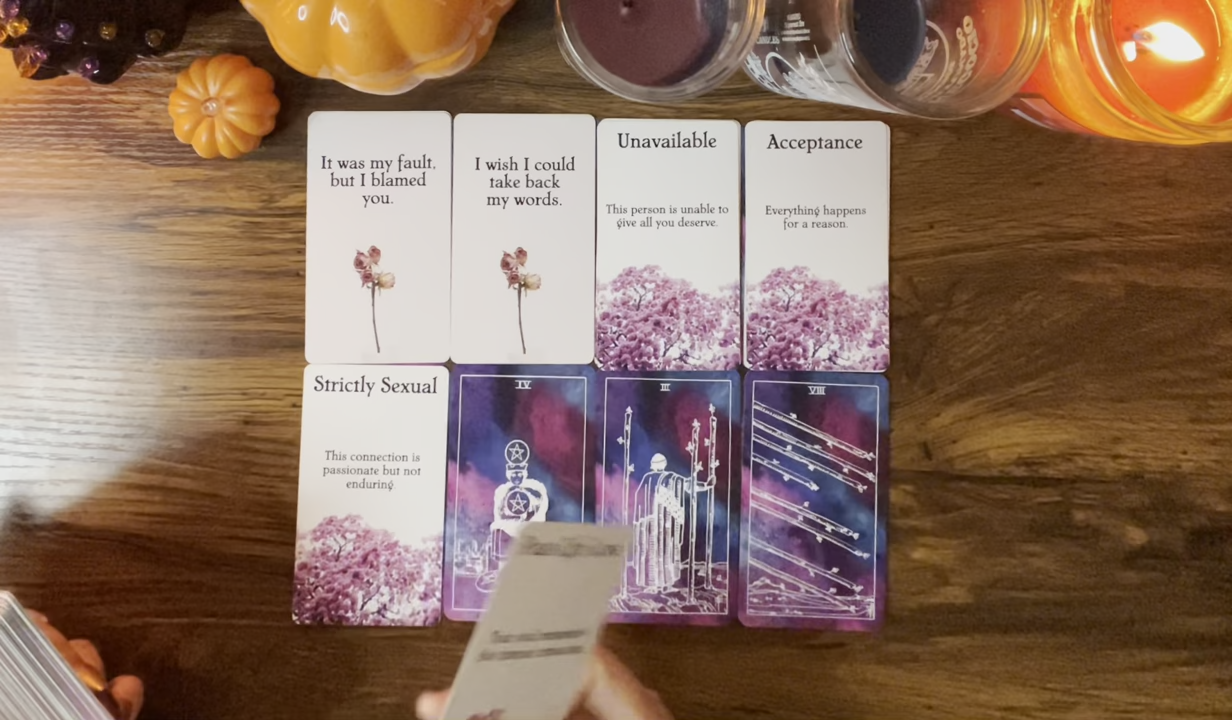 It was my fault,
but I blamed
you.
I wish I could
take back
my words.
Unavailable
This person is unable to
give all you deserve.
Acceptance
Everything happens
for a reason.
Strictly Sexual
This connection is
passionate but not
enduring.
IV
III
VIII